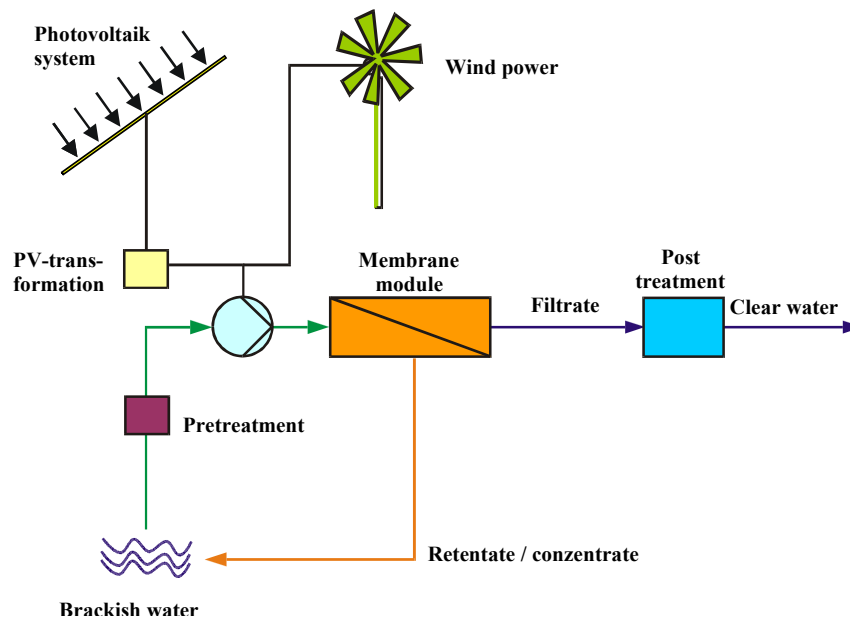 Photovoltaik
system
Wind power
PV-trans-
formation
Membrane
module
Filtrate
Post
treatment
Clear water
Pretreatment
Retentate / conzentrate
Brackish water